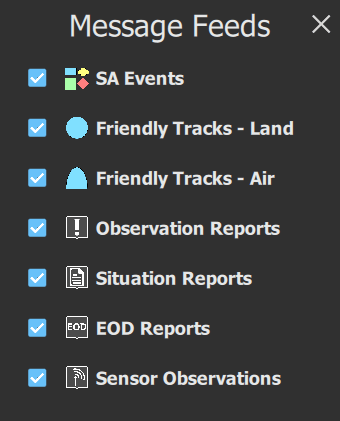 Message Feeds
SA Events
Friendly Tracks - Land
Friendly Tracks - Air
Observation Reports
Situation Reports
EOD EOD Reports
Sensor Observations